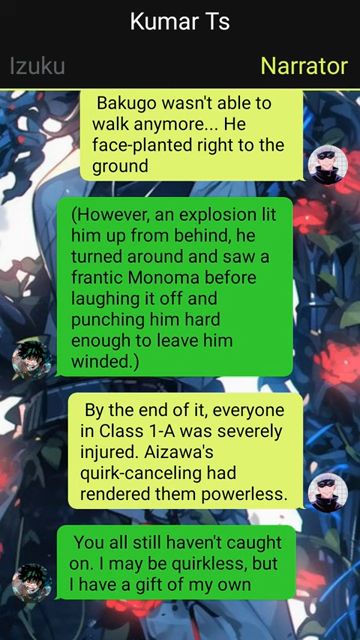 Kumar Ts
Izuku
Narrator
Bakugo wasn't able to
walk anymore... He
face-planted right to the
ground
(However, an explosion lit
him up from behind, he
turned around and saw a
frantic Monoma before
laughing it off and
punching him hard
enough to leave him
winded.)
By the end of it, everyone
in Class 1-A was severely
injured. Aizawa's
quirk-canceling had
rendered them powerless.
You all still haven't caught
on. I may be quirkless, but
I have a gift of my own